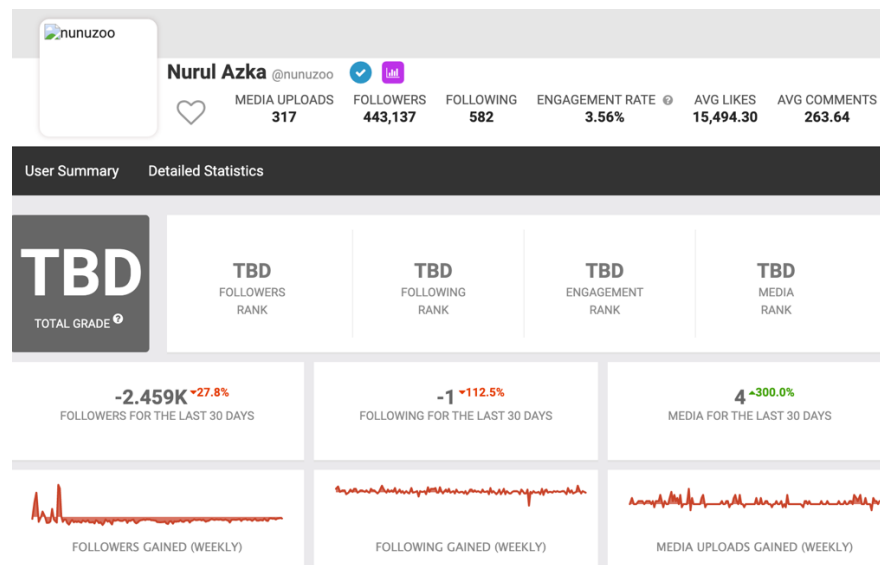 nunuzoo
Nurul Azka @nunuzoo
MEDIA UPLOADS FOLLOWERS FOLLOWING ENGAGEMENT RATE ? AVG LIKES AVG COMMENTS
317 443,137 582 3.56% 15,494.30 263.64
User Summary Detailed Statistics
TBD
TOTAL GRADE ?
TBD
FOLLOWERS
RANK
TBD
FOLLOWING
RANK
TBD
ENGAGEMENT
RANK
TBD
MEDIA
RANK
-2.459K -27.8%
FOLLOWERS FOR THE LAST 30 DAYS
-1 -112.5%
FOLLOWING FOR THE LAST 30 DAYS
4 300.0%
MEDIA FOR THE LAST 30 DAYS
FOLLOWERS GAINED (WEEKLY)
FOLLOWING GAINED (WEEKLY)
MEDIA UPLOADS GAINED (WEEKLY)